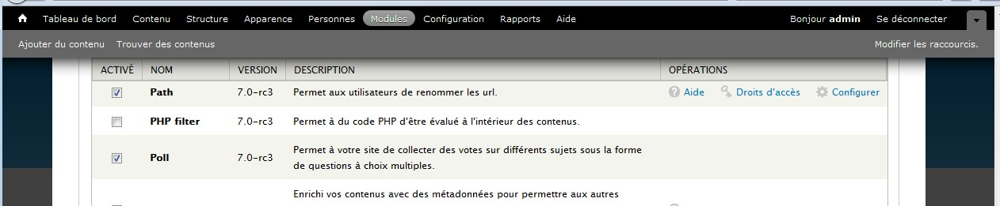 Tableau de bord Contenu Structure Apparence Personnes Modules Configuration Rapports Aide Bonjour admin Se déconnecter
Ajouter du contenu Trouver des contenus Modifier les raccourcis.
ACTIVÉ NOM VERSION DESCRIPTION OPÉRATIONS
Path 7.0-rc3 Permet aux utilisateurs de renommer les url. Aide Droits d'accès Configurer
PHP filter 7.0-rc3 Permet à du code PHP d'être évalué à l'intérieur des contenus.
Poll 7.0-rc3 Permet à votre site de collecter des votes sur différents sujets sous la forme
de questions à choix multiples.
Enrichi vos contenus avec des métadonnées pour permettre aux autres